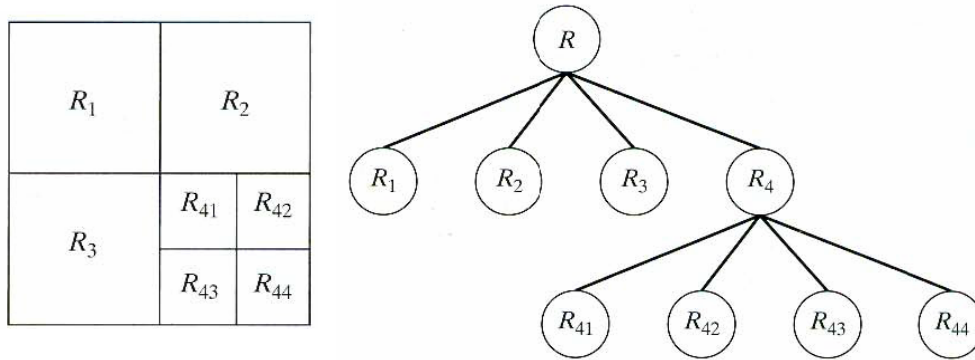 R₁ R₂
R₃ R₄₁ R₄₂
R₄₃ R₄₄
R
R₁ R₂ R₃ R₄
R₄₁ R₄₂ R₄₃ R₄₄